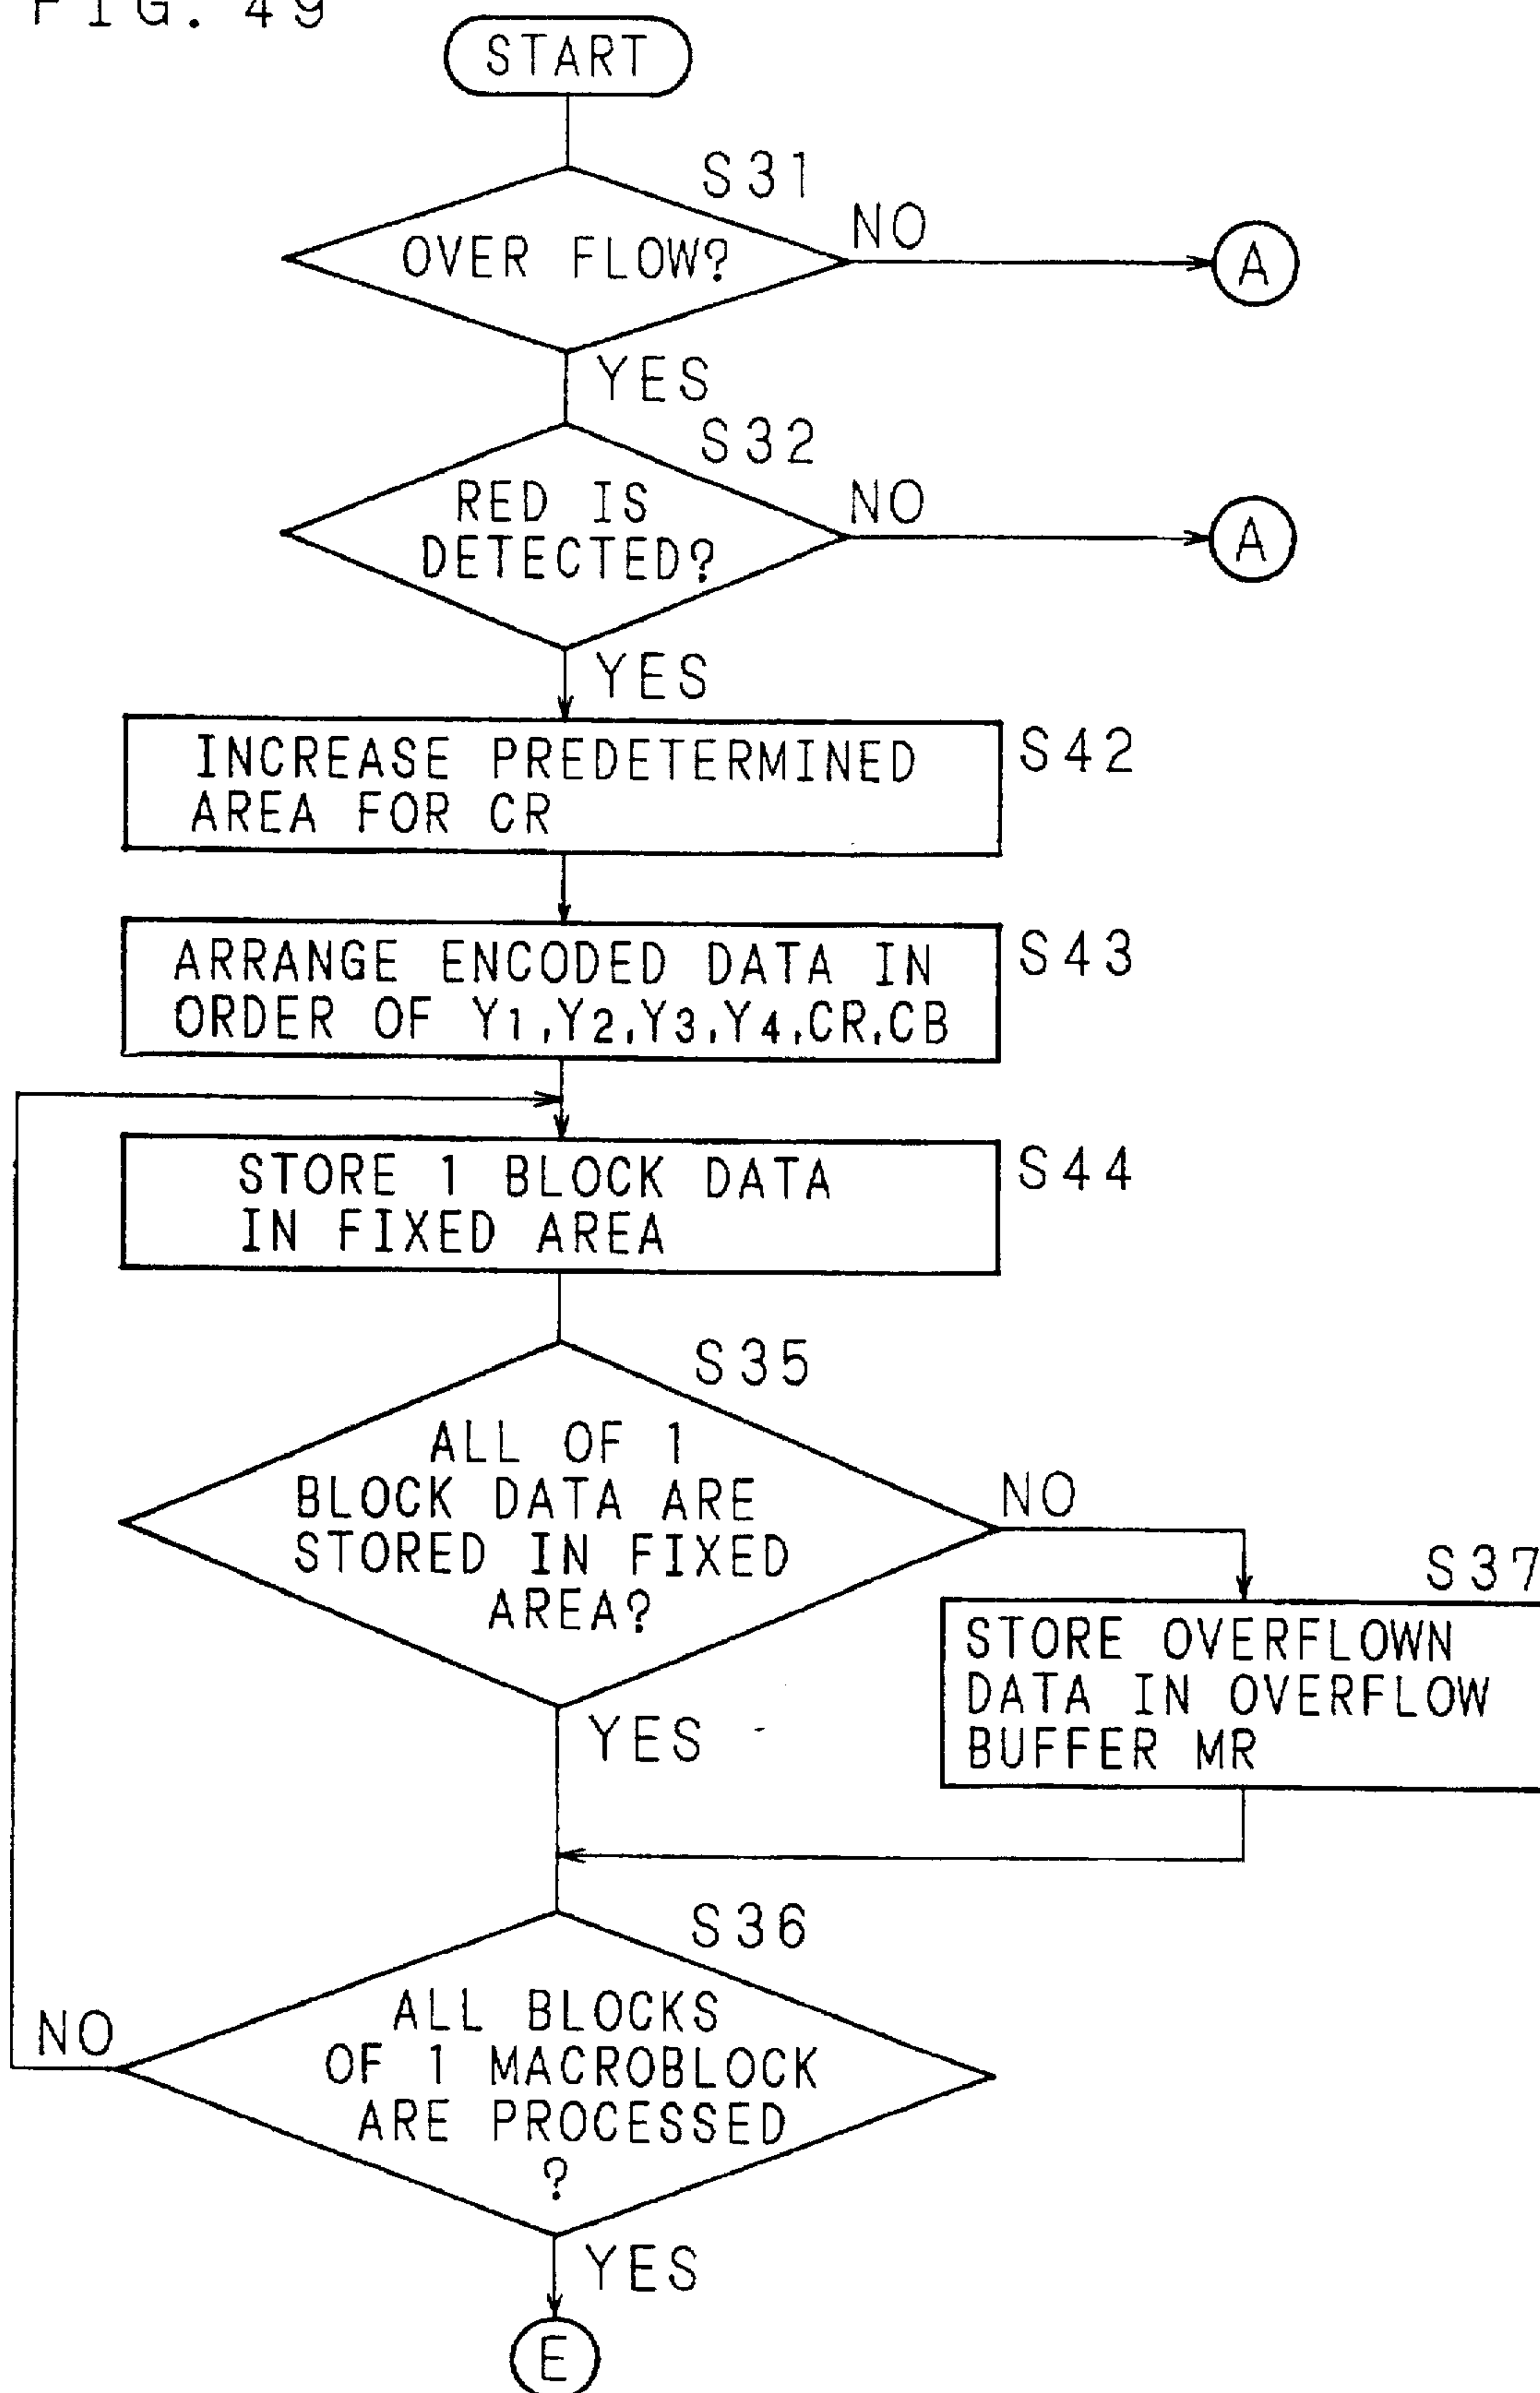 FIG. 49
START
S31
OVER FLOW?
NO
A
YES
S32
RED IS
DETECTED?
NO
A
YES
INCREASE PREDETERMINED
AREA FOR CR
S42
ARRANGE ENCODED DATA IN
ORDER OF Y1,Y2,Y3,Y4,CR,CB
S43
STORE 1 BLOCK DATA
IN FIXED AREA
S44
S35
ALL OF 1
BLOCK DATA ARE
STORED IN FIXED
AREA?
NO
S37
STORE OVERFLOWN
DATA IN OVERFLOW
BUFFER MR
YES
S36
ALL BLOCKS
OF 1 MACROBLOCK
ARE PROCESSED
?
NO
YES
E